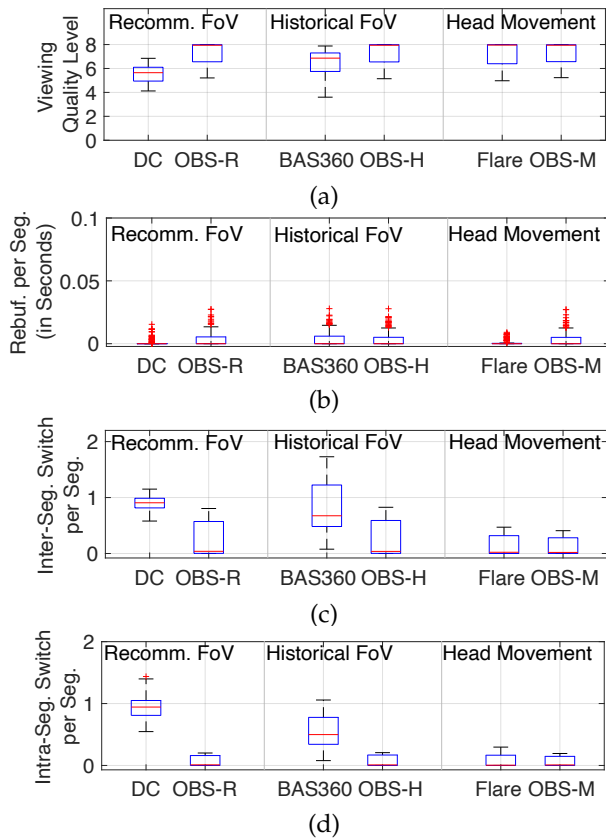 Recomm. FoV Historical FoV Head Movement
Viewing
Quality Level
8
6
4
2
0
DC OBS-R BAS360 OBS-H Flare OBS-M
(a)
Recomm. FoV Historical FoV Head Movement
Rebuf. per Seg.
(in Seconds)
0.1
0.05
0
DC OBS-R BAS360 OBS-H Flare OBS-M
(b)
Recomm. FoV Historical FoV Head Movement
Inter-Seg. Switch
per Seg.
2
1
0
DC OBS-R BAS360 OBS-H Flare OBS-M
(c)
Recomm. FoV Historical FoV Head Movement
Intra-Seg. Switch
per Seg.
2
1
0
DC OBS-R BAS360 OBS-H Flare OBS-M
(d)